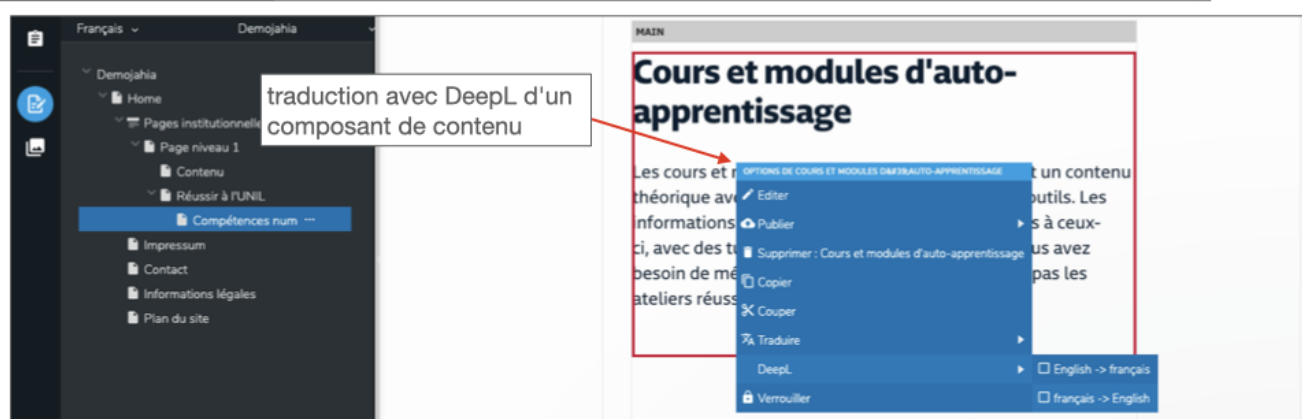 Français
Demojahia
Demojahia
Home
Pages institutionnelle
Page niveau 1
Contenu
Réussir à l'UNIL
Compétences num ···
Impressum
Contact
Informations légales
Plan du site
traduction avec DeepL d'un
composant de contenu
MAIN
Cours et modules d'auto-
apprentissage
Les cours et t un contenu
théorique outils. Les
informations s à ceux-
ci, avec des us avez
besoin de pas les
ateliers
OPTIONS DE COURS ET MODULES D&#39;AUTO-APPRENTISSAGE
Editer
Publier
Supprimer : Cours et modules d'auto-apprentissage
Copier
Couper
Traduire
DeepL
English -> français
Verrouiller
français -> English